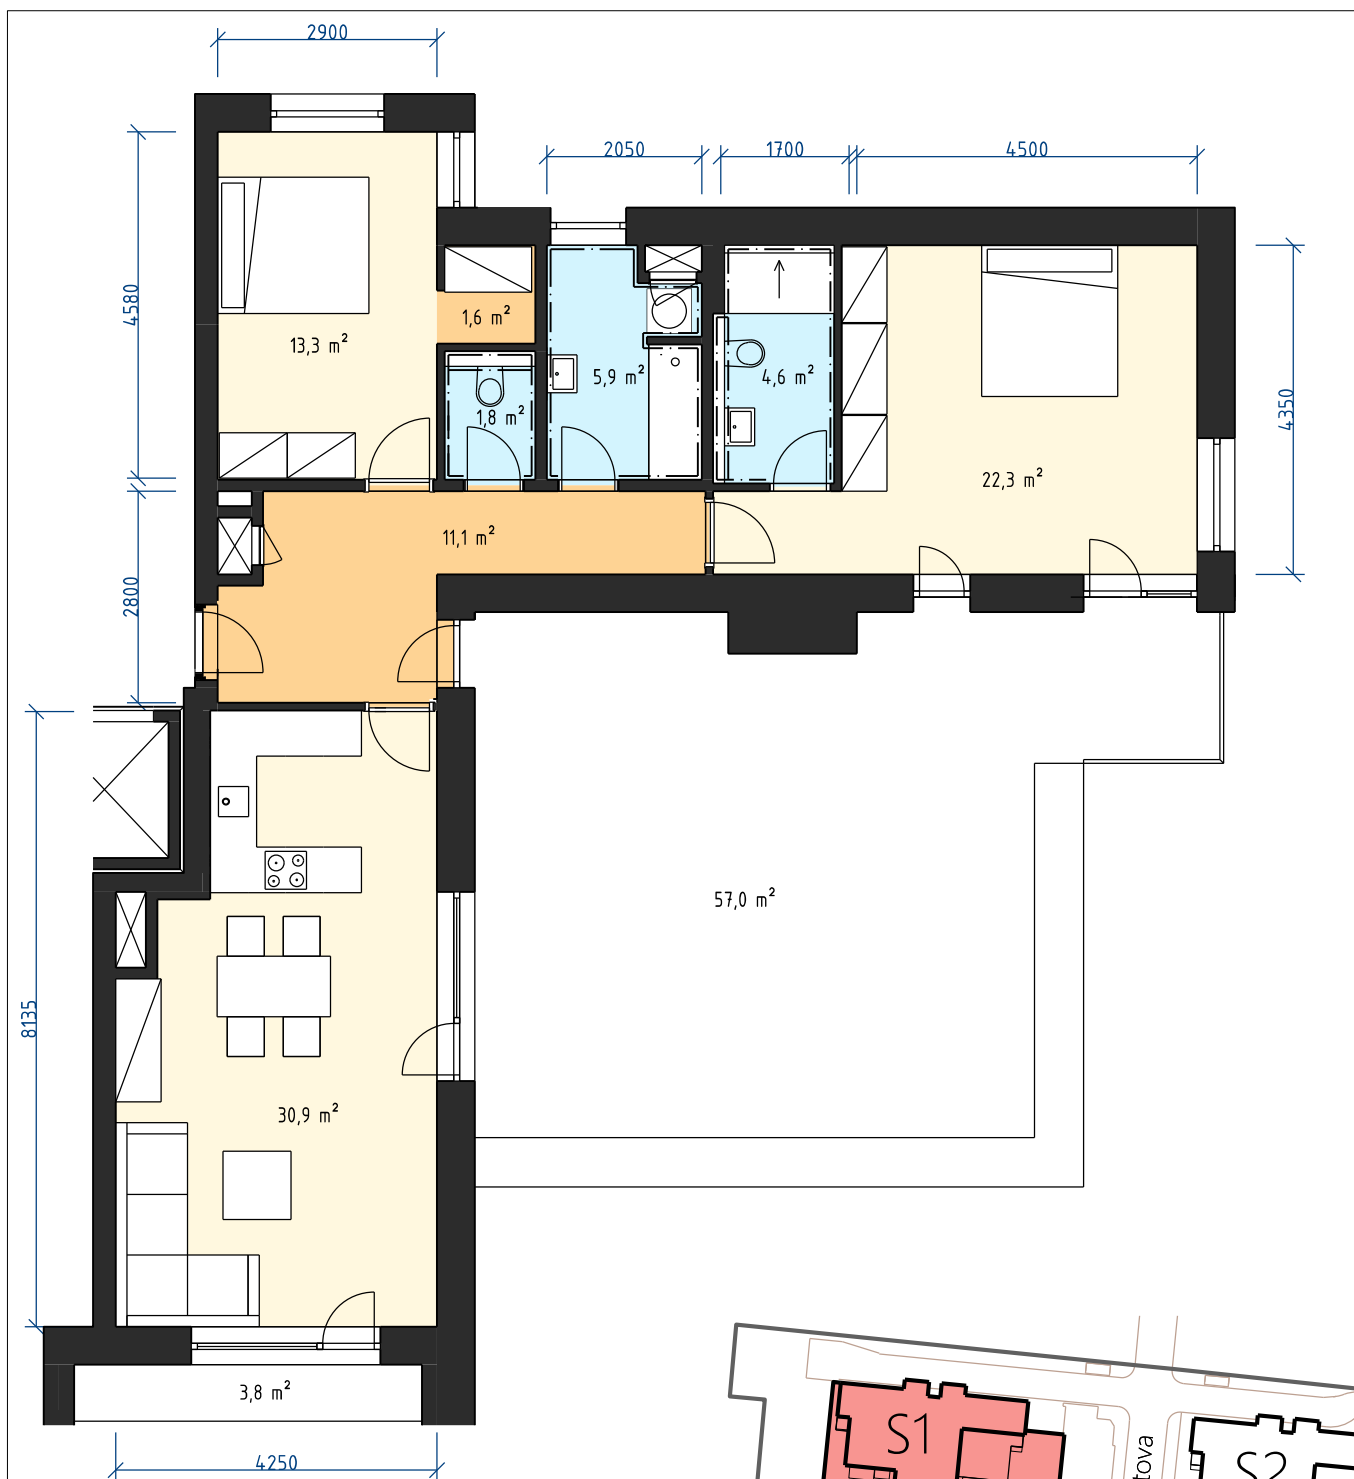 2900
2050
1700
4500
4580
13,3 m²
1,6 m²
1,8 m²
5,9 m²
4,6 m²
22,3 m²
4350
11,1 m²
2800
57,0 m²
8135
30,9 m²
3,8 m²
4250
S1
tova
S2